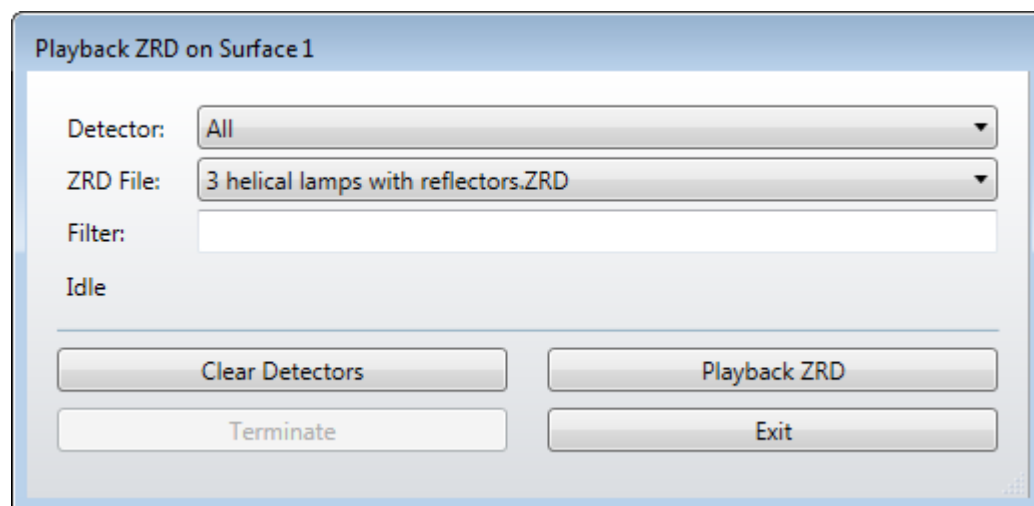 Playback ZRD on Surface 1
Detector: All
ZRD File: 3 helical lamps with reflectors.ZRD
Filter:
Idle
Clear Detectors Playback ZRD
Terminate Exit